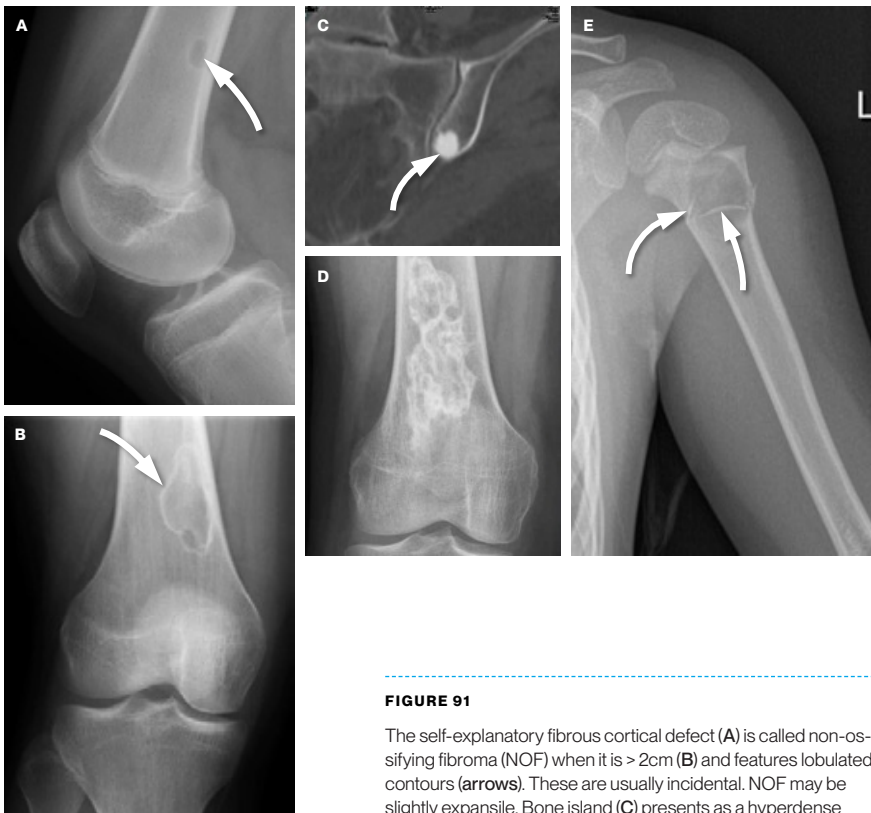 A
C
E
L
D
B
FIGURE 91
The self-explanatory fibrous cortical defect (A) is called non-os-
sifying fibroma (NOF) when it is > 2cm (B) and features lobulated
contours (arrows). These are usually incidental. NOF may be
slightly expansile. Bone island (C) presents as a hyperdense